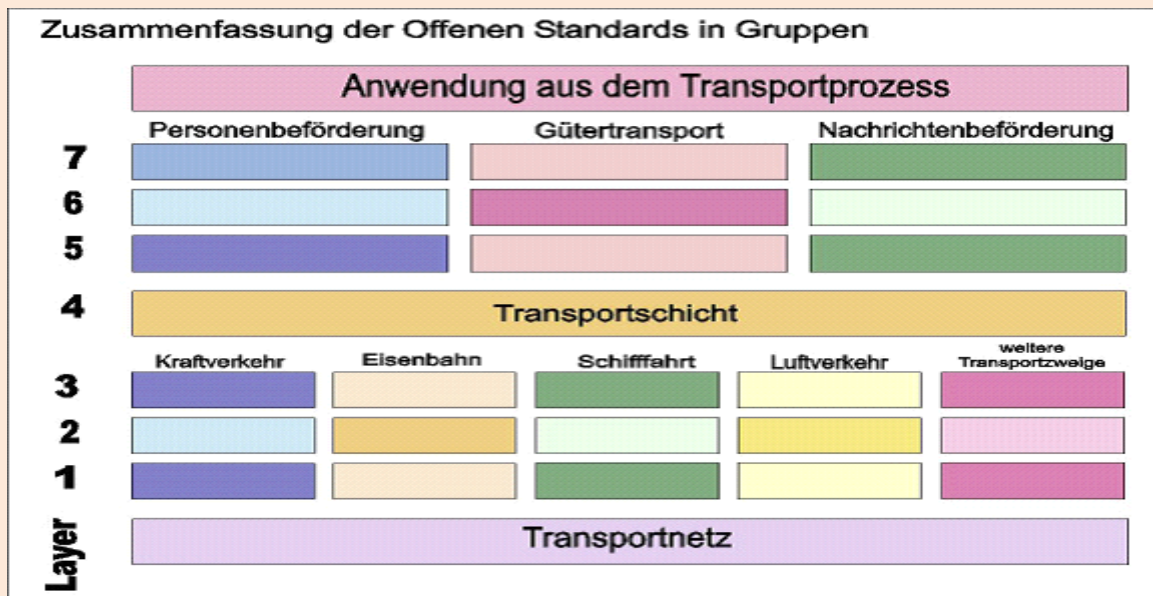 Zusammenfassung der Offenen Standards in Gruppen
Anwendung aus dem Transportprozess
Personenbeförderung Gütertransport Nachrichtenbeförderung
7
6
5
4 Transportschicht
Kraftverkehr Eisenbahn Schifffahrt Luftverkehr weitere
Transportzweige
3
2
1
Layer Transportnetz